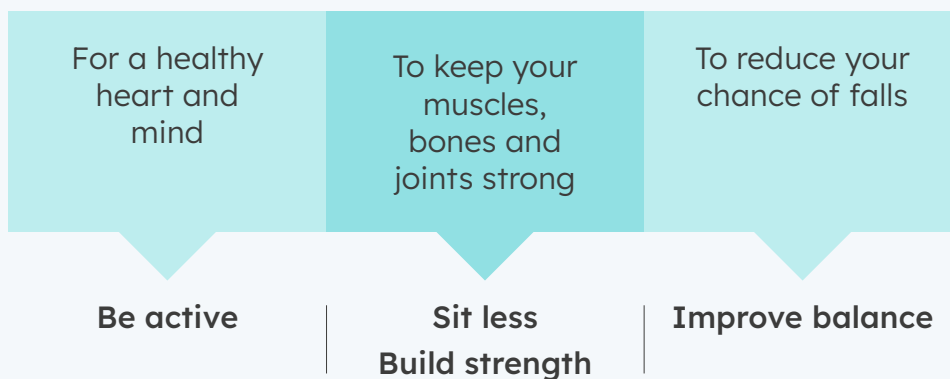 For a healthy
heart and
mind
To keep your
muscles,
bones and
joints strong
To reduce your
chance of falls
Be active
Sit less
Build strength
Improve balance